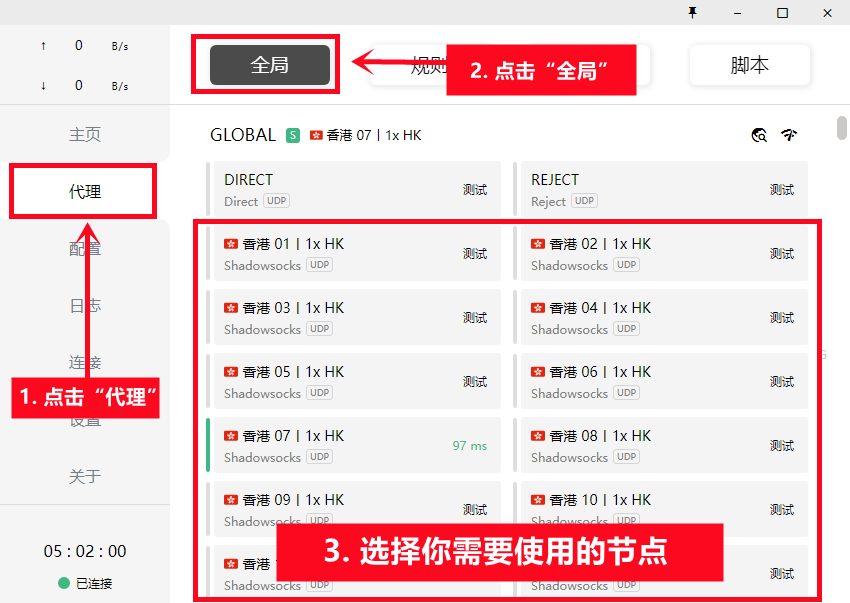 ↑ 0 B/s
↓ 0 B/s
主页
代理
配置
日志
连接
1. 点击“代理”
设置
关于
05 : 02 : 00
已连接
全局
规则
2. 点击“全局”
脚本
GLOBAL S 香港 07 | 1x HK
DIRECT
Direct UDP
测试
REJECT
Reject UDP
测试
香港 01 | 1x HK
Shadowsocks UDP
测试
香港 02 | 1x HK
Shadowsocks UDP
测试
香港 03 | 1x HK
Shadowsocks UDP
测试
香港 04 | 1x HK
Shadowsocks UDP
测试
香港 05 | 1x HK
Shadowsocks UDP
测试
香港 06 | 1x HK
Shadowsocks UDP
测试
香港 07 | 1x HK
Shadowsocks UDP
97 ms
香港 08 | 1x HK
Shadowsocks UDP
测试
香港 09 | 1x HK
Shadowsocks UDP
测试
香港 10 | 1x HK
Shadowsocks UDP
测试
3. 选择你需要使用的节点
香港
Shadowsocks UDP
Shadowsocks UDP
测试